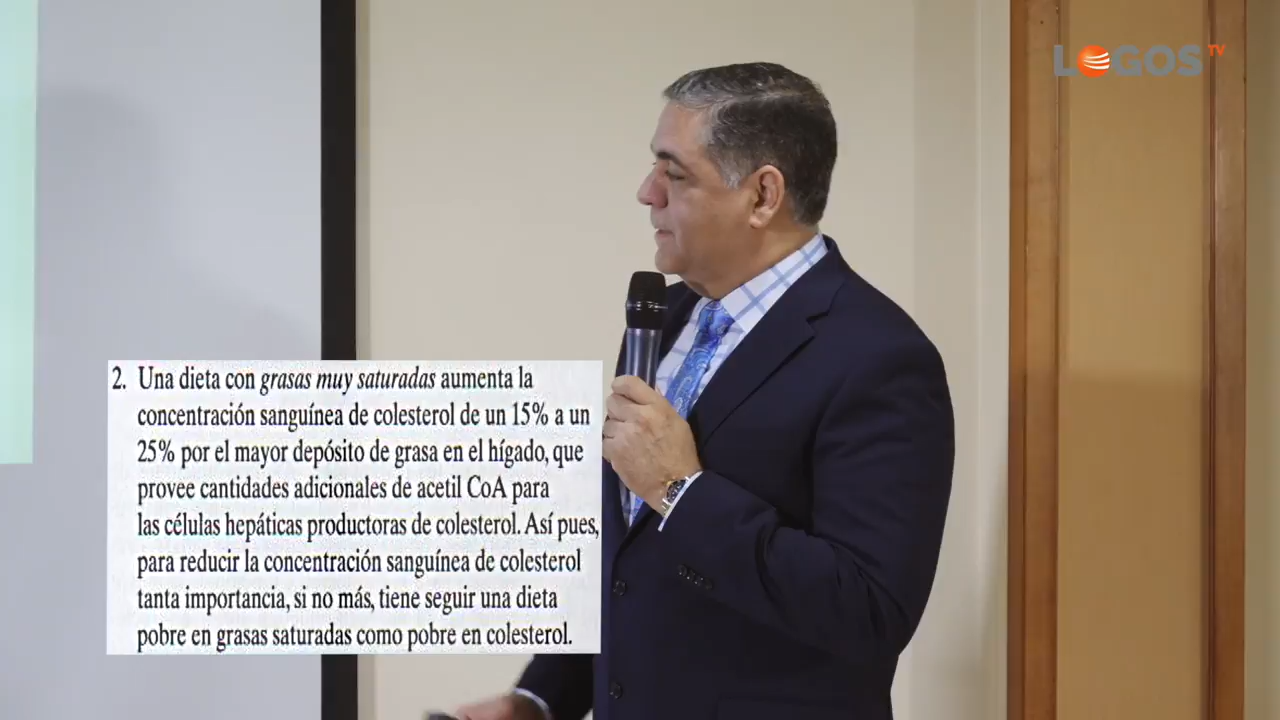 LOGOS TV
2. Una dieta con grasas muy saturadas aumenta la
concentración sanguínea de colesterol de un 15% a un
25% por el mayor depósito de grasa en el hígado, que
provee cantidades adicionales de acetil CoA para
las células hepáticas productoras de colesterol. Así pues,
para reducir la concentración sanguínea de colesterol
tanta importancia, si no más, tiene seguir una dieta
pobre en grasas saturadas como pobre en colesterol.